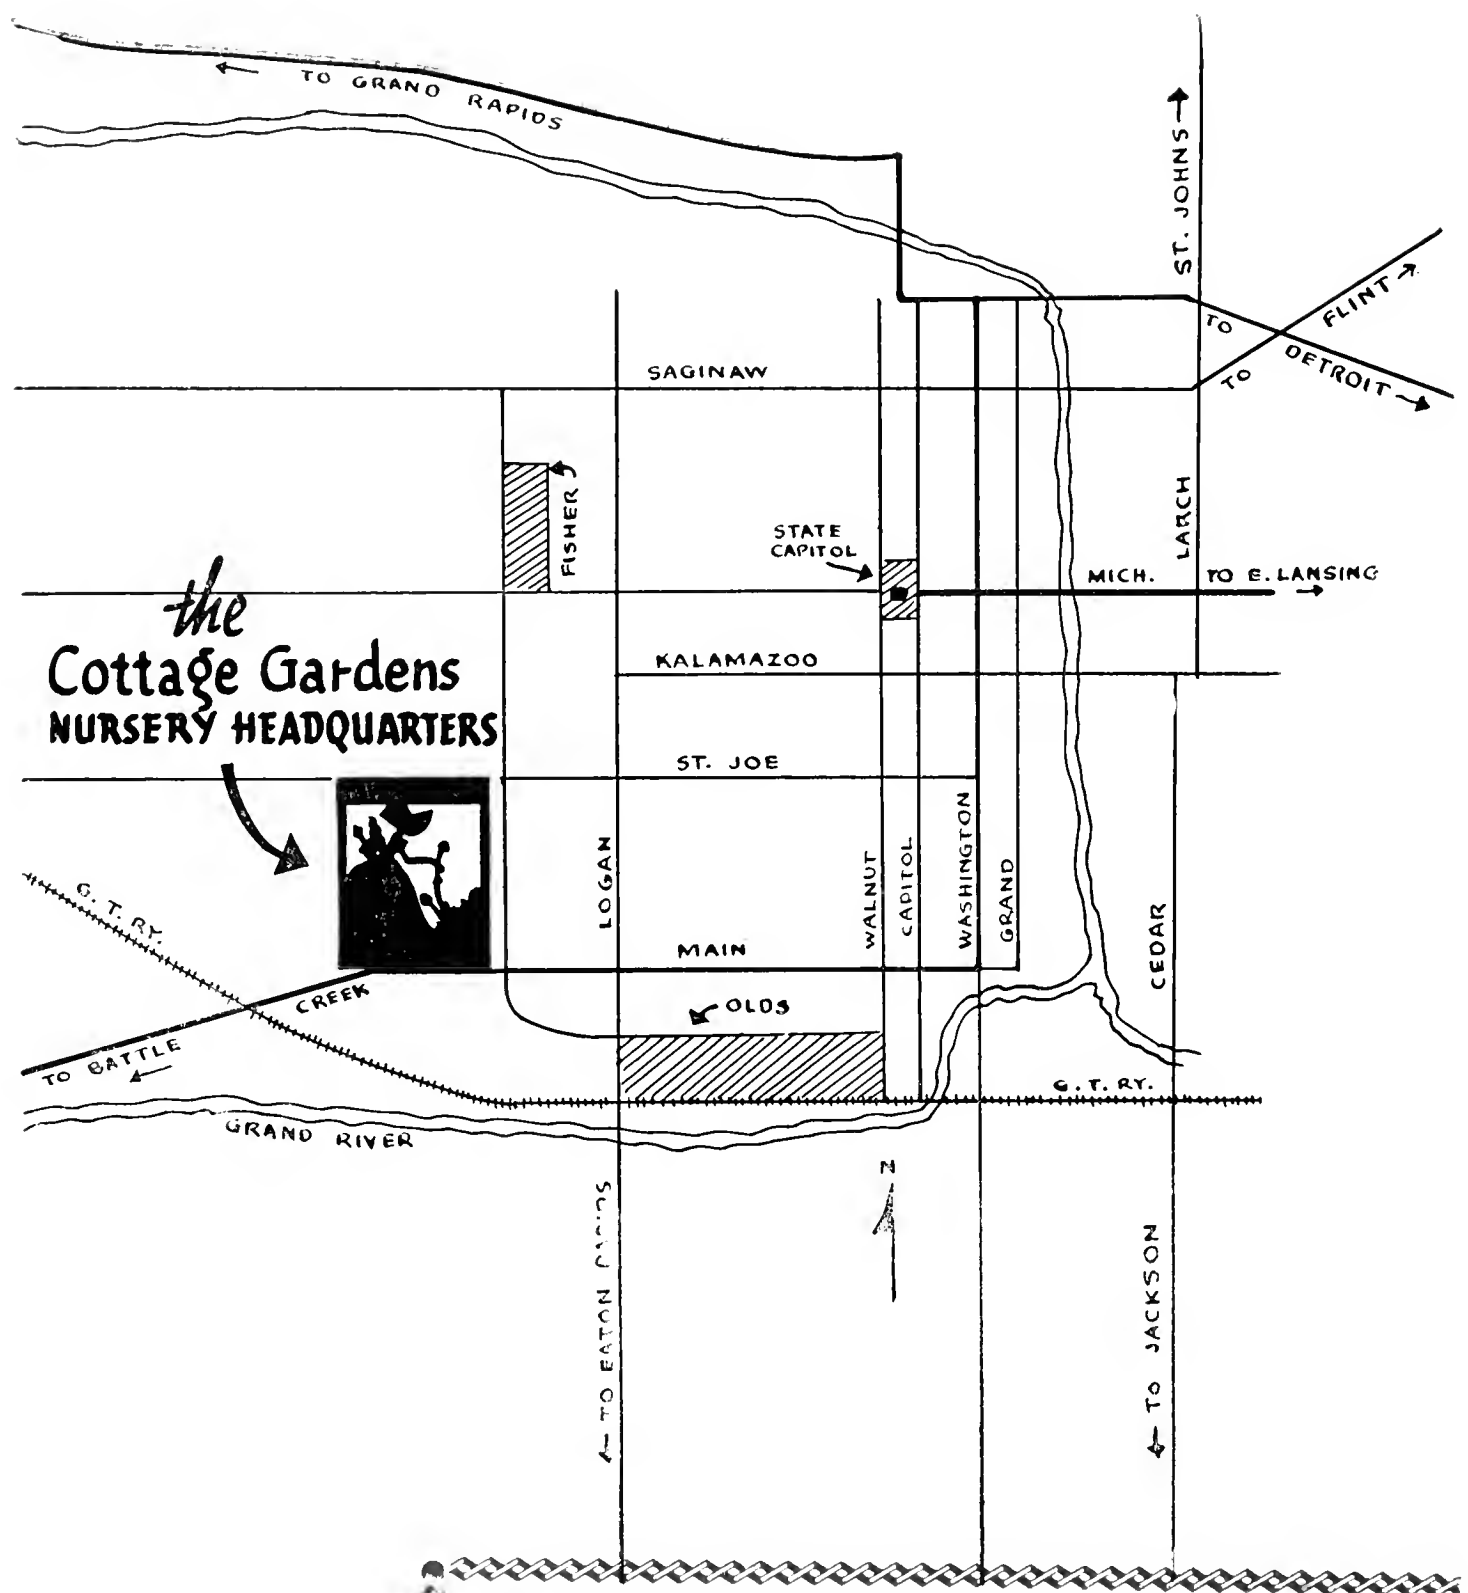 TO GRAND RAPIDS
ST. JOHNS
TO FLINT
TO DETROIT
SAGINAW
FISHER
STATE
CAPITOL
LARCH
MICH.
TO E. LANSING
the
Cottage Gardens
NURSERY HEADQUARTERS
KALAMAZOO
ST. JOE
LOGAN
WALNUT
CAPITOL
WASHINGTON
GRAND
CEDAR
G. T. RY.
MAIN
TO BATTLE CREEK
OLDS
G. T. RY.
GRAND RIVER
N
TO EATON RAPIDS
TO JACKSON